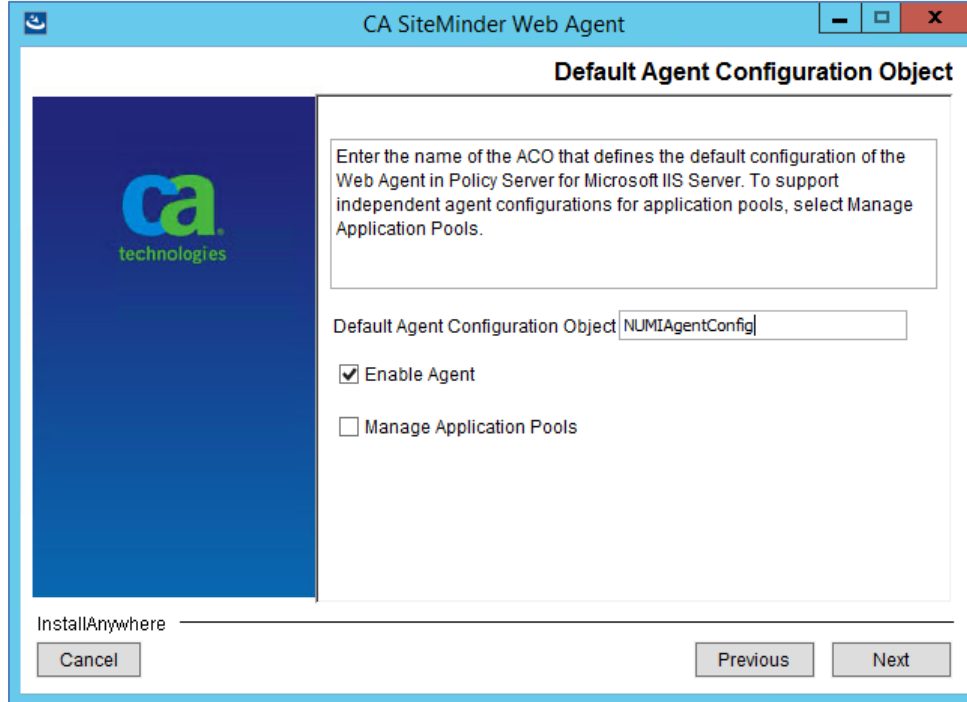 CA SiteMinder Web Agent
Default Agent Configuration Object
ca
technologies
Enter the name of the ACO that defines the default configuration of the
Web Agent in Policy Server for Microsoft IIS Server. To support
independent agent configurations for application pools, select Manage
Application Pools.
Default Agent Configuration Object NUMIAgentConfig
Enable Agent
Manage Application Pools
InstallAnywhere
Cancel Previous Next